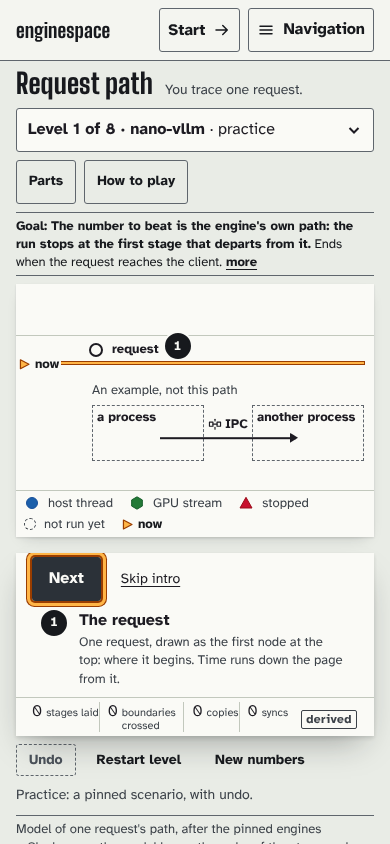 enginespace
Start →
Navigation
Request path
You trace one request.
Level 1 of 8 · nano-vllm · practice
Parts
How to play
Goal: The number to beat is the engine's own path: the
run stops at the first stage that departs from it. Ends
when the request reaches the client. more
request 1
now
An example, not this path
a process
IPC
another process
host thread
GPU stream
stopped
not run yet
now
Next
Skip intro
1 The request
One request, drawn as the first node at the
top: where it begins. Time runs down the page
from it.
0 stages laid
0 boundaries
crossed
0 copies
0 syncs
derived
Undo
Restart level
New numbers
Practice: a pinned scenario, with undo.
Model of one request's path, after the pinned engines